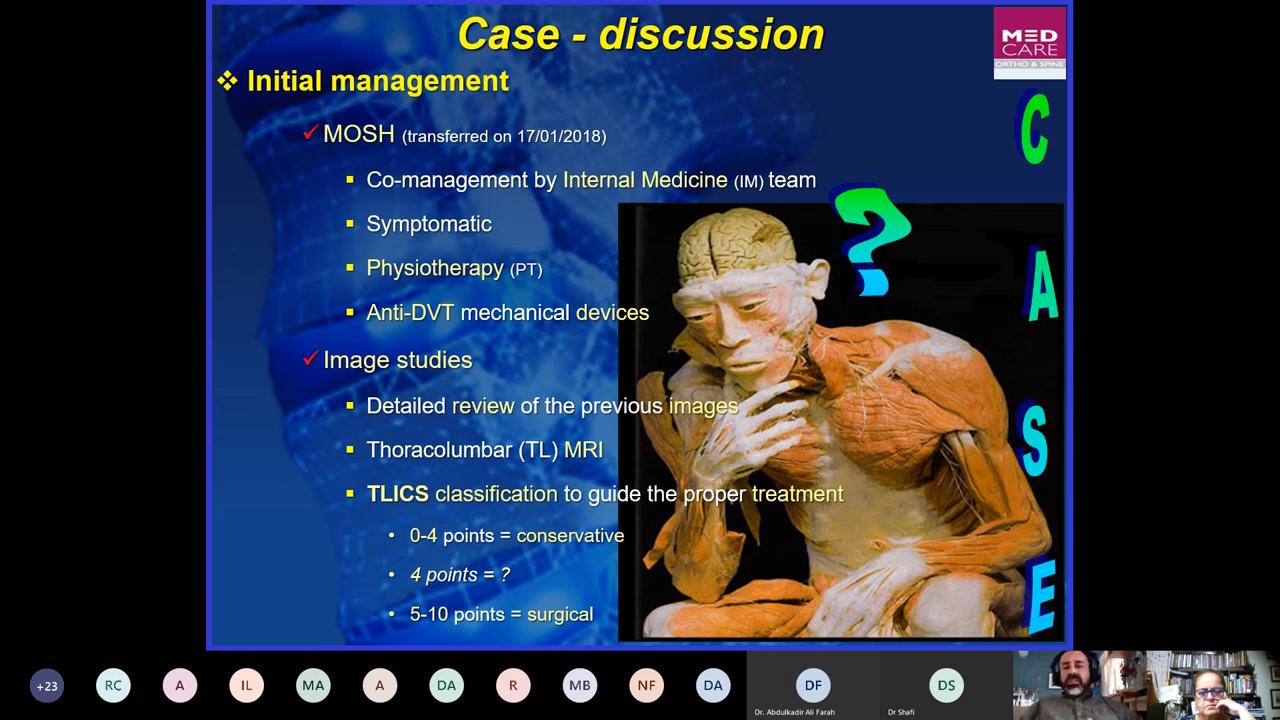 Case - discussion
MED
CARE
ORTHO & SPINE
Initial management
MOSH (transferred on 17/01/2018)
Co-management by Internal Medicine (IM) team
Symptomatic
Physiotherapy (PT)
Anti-DVT mechanical devices
Image studies
Detailed review of the previous images
Thoracolumbar (TL) MRI
TLICS classification to guide the proper treatment
0-4 points = conservative
4 points = ?
5-10 points = surgical
?
C
A
S
E
+23
RC
A
IL
MA
A
DA
R
MB
NF
DA
DF
DS
Dr. Abdulkadir Ali Farah
Dr Shafi